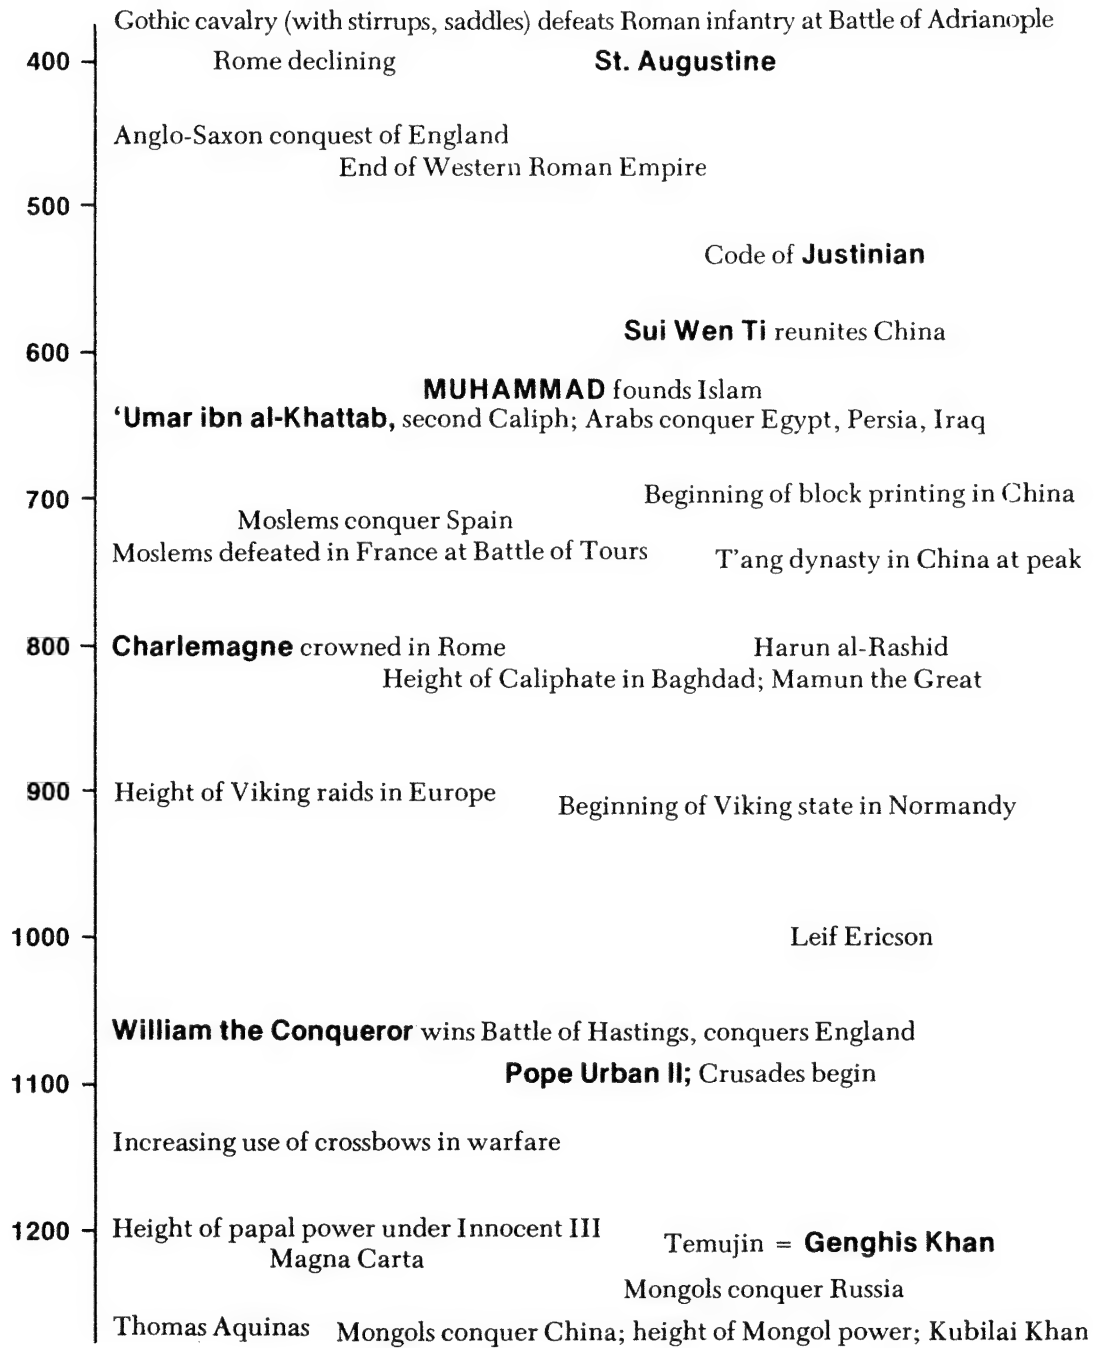 Gothic cavalry (with stirrups, saddles) defeats Roman infantry at Battle of Adrianople
400 Rome declining St. Augustine
Anglo-Saxon conquest of England
End of Western Roman Empire
500
Code of Justinian
Sui Wen Ti reunites China
600
MUHAMMAD founds Islam
‘Umar ibn al-Khattab, second Caliph; Arabs conquer Egypt, Persia, Iraq
700 Beginning of block printing in China
Moslems conquer Spain
Moslems defeated in France at Battle of Tours
T’ang dynasty in China at peak
800 Charlemagne crowned in Rome Harun al-Rashid
Height of Caliphate in Baghdad; Mamun the Great
900 Height of Viking raids in Europe
Beginning of Viking state in Normandy
1000 Leif Ericson
William the Conqueror wins Battle of Hastings, conquers England
Pope Urban II; Crusades begin
1100
Increasing use of crossbows in warfare
1200 Height of papal power under Innocent III
Temujin = Genghis Khan
Magna Carta
Mongols conquer Russia
Thomas Aquinas Mongols conquer China; height of Mongol power; Kubilai Khan